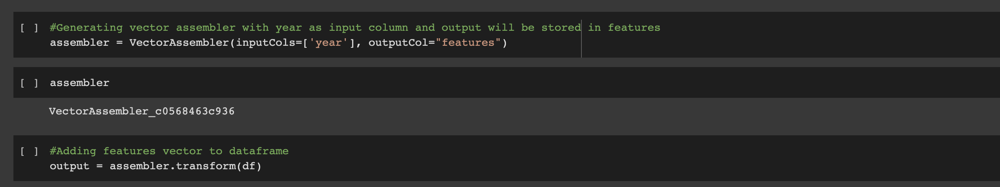 [ ] #Generating vector assembler with year as input column and output will be stored in features
assembler = VectorAssembler(inputCols=['year'], outputCol="features")
[ ] assembler
VectorAssembler_c0568463c936
[ ] #Adding features vector to dataframe
output = assembler.transform(df)